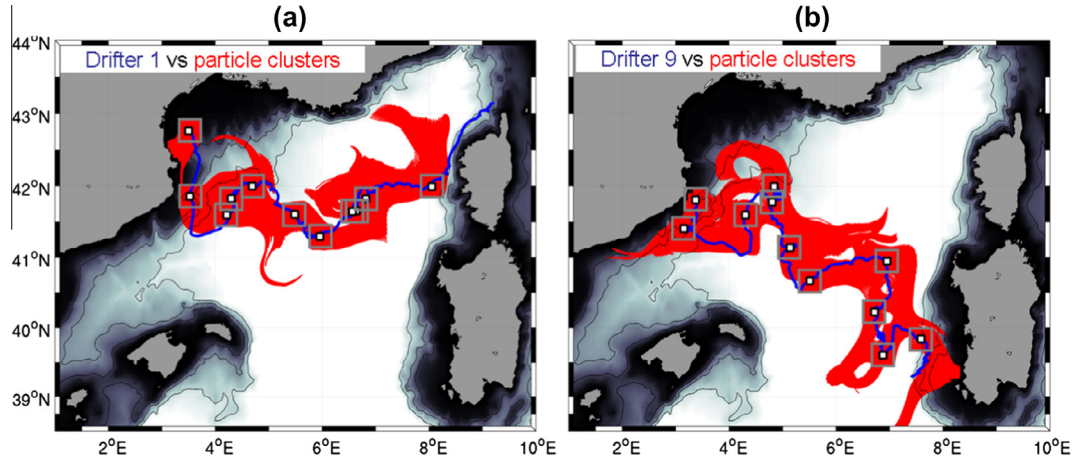 (a) (b)
Drifter 1 vs particle clusters
Drifter 9 vs particle clusters
44°N
43°N
42°N
41°N
40°N
39°N
2°E 4°E 6°E 8°E 10°E 2°E 4°E 6°E 8°E 10°E